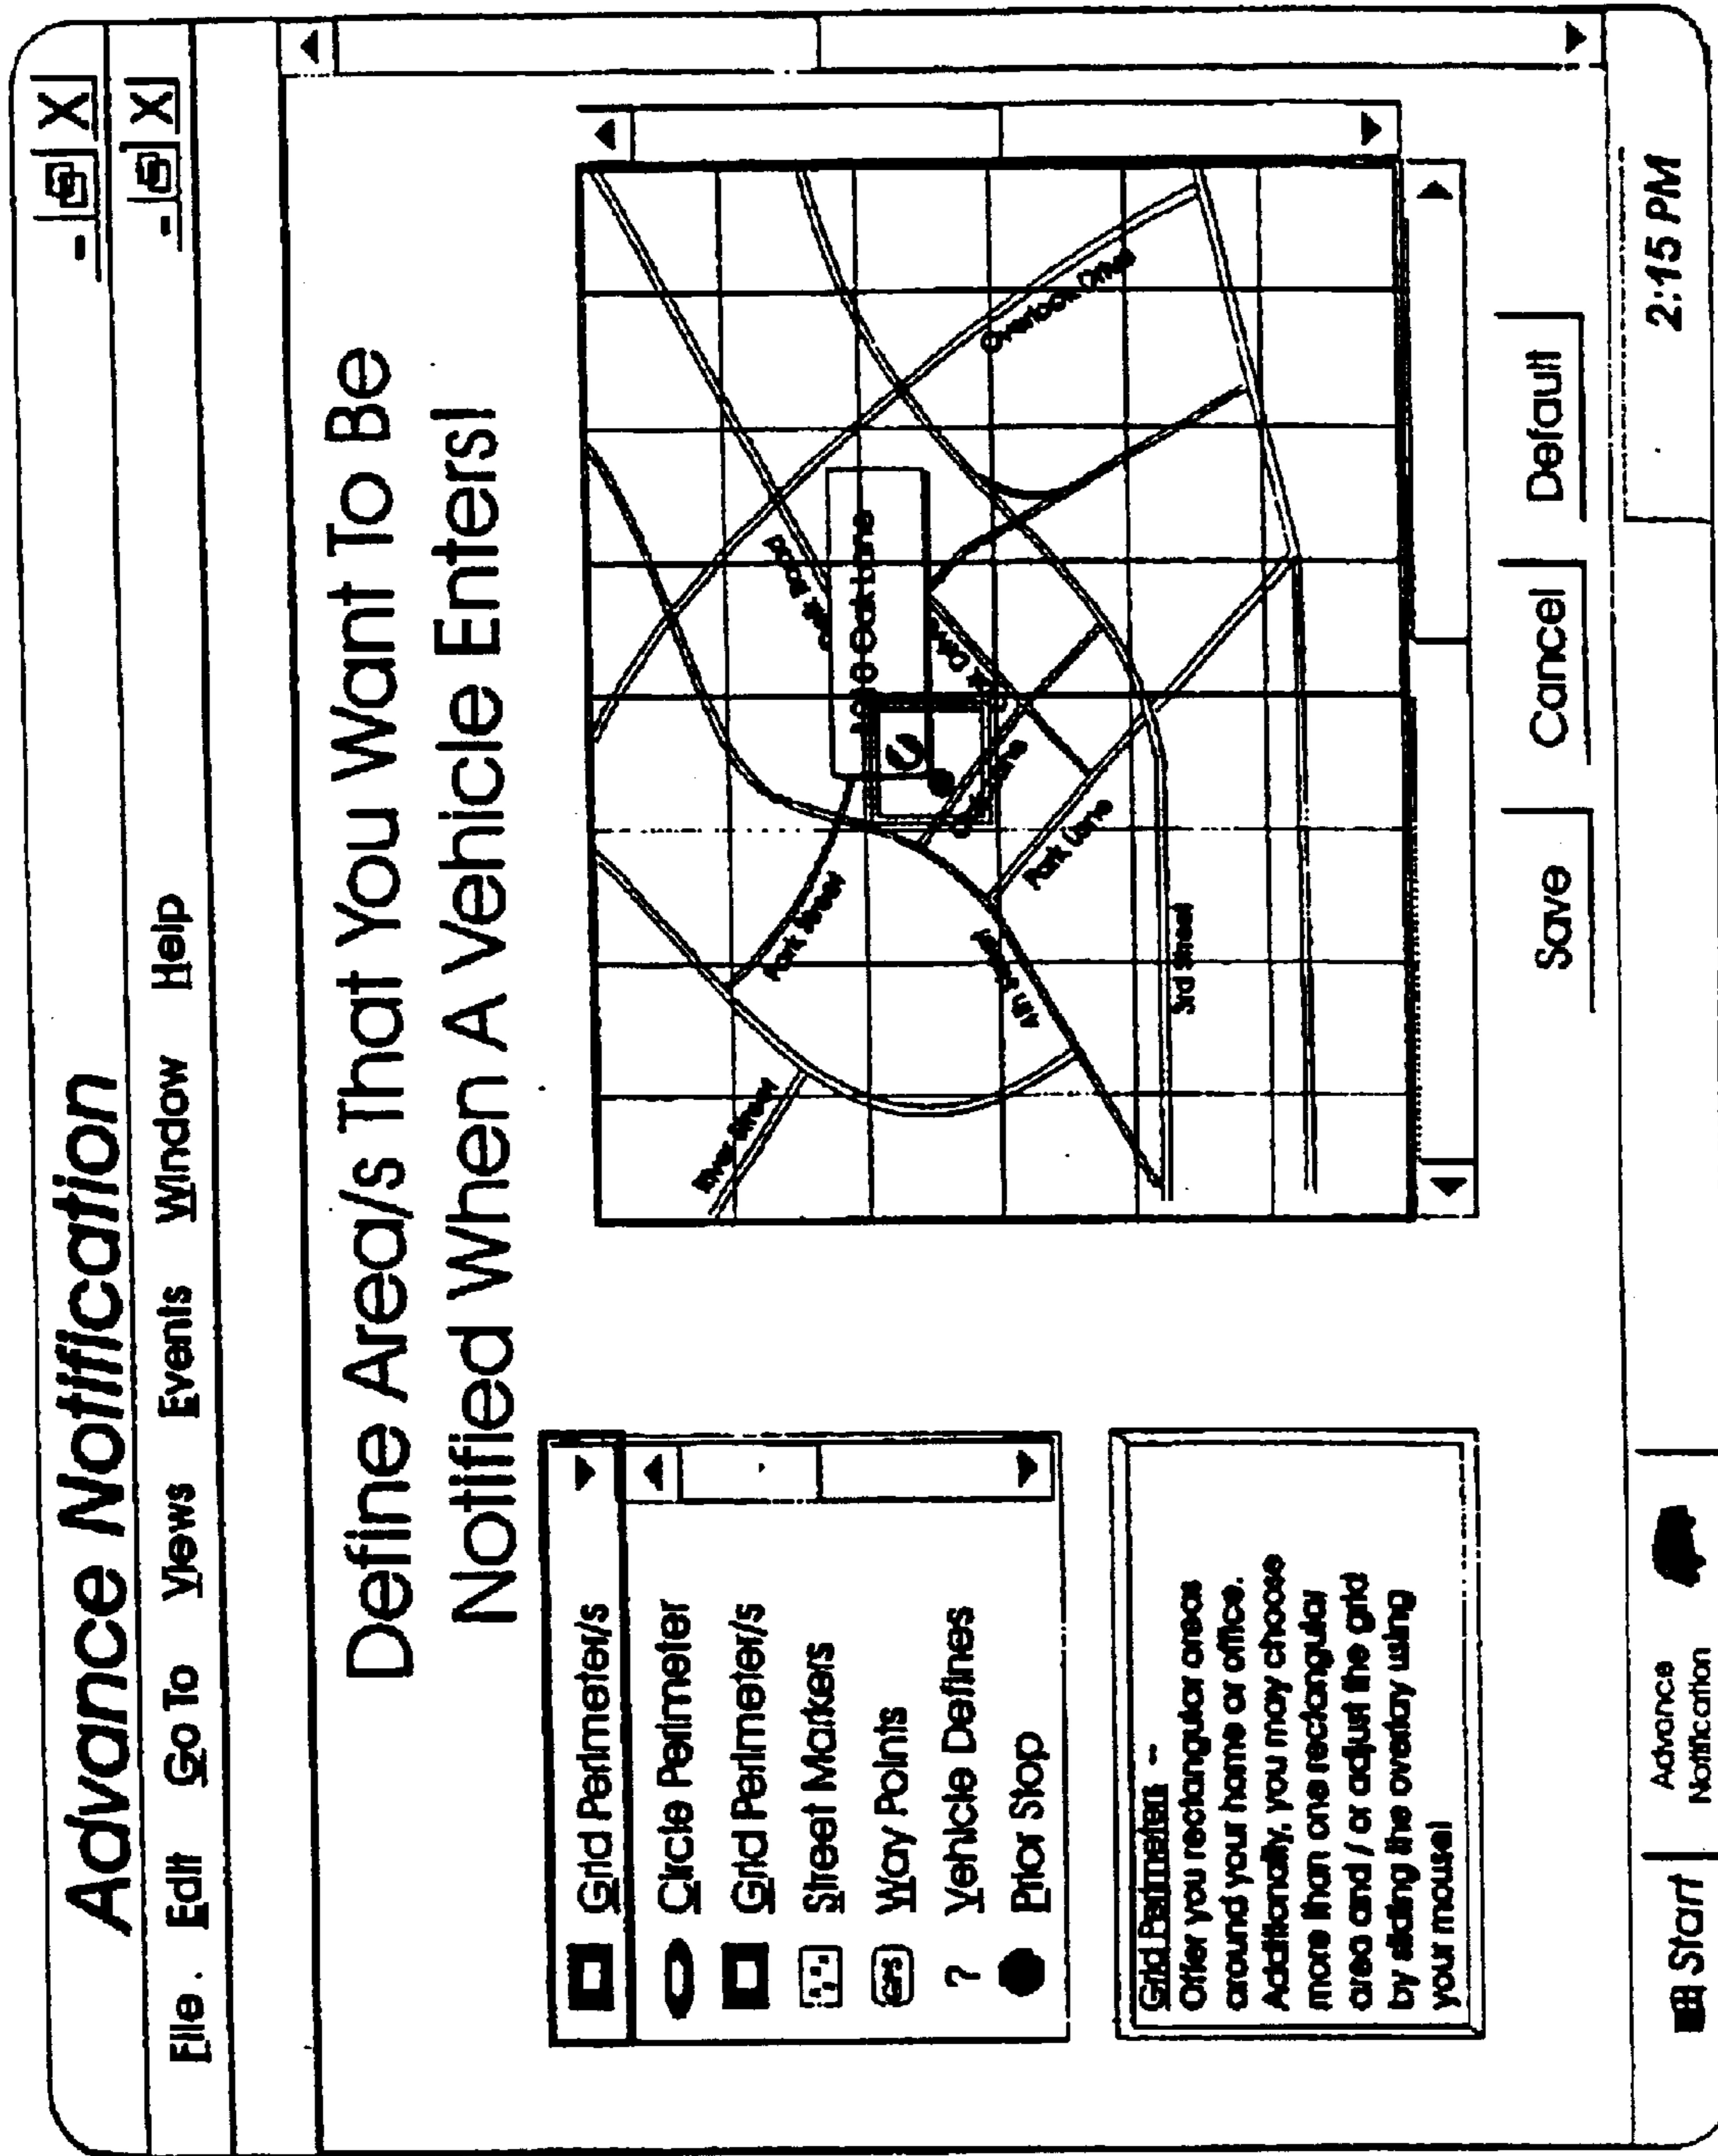 Advance Notification
File. Edit Go To Views Events Window Help
Define Area/s That You Want To Be
Notified When A Vehicle Enters!
Grid Perimeter/s
Circle Perimeter
Grid Perimeter/s
Street Markers
GPS Way Points
? Vehicle Defines
Prior Stop
Grid Perimeters --
Offer you rectangular areas
around your home or office.
Additionally, you may choose
more than one rectangular
area and / or adjust the grid
by sliding the overlay using
your mouse!
River Street
Park Street
4th Street
3rd Street
Park Lane
Oak Lane
Overlook Drive
Save Cancel Default
Start
Advance
Notification
2:15 PM